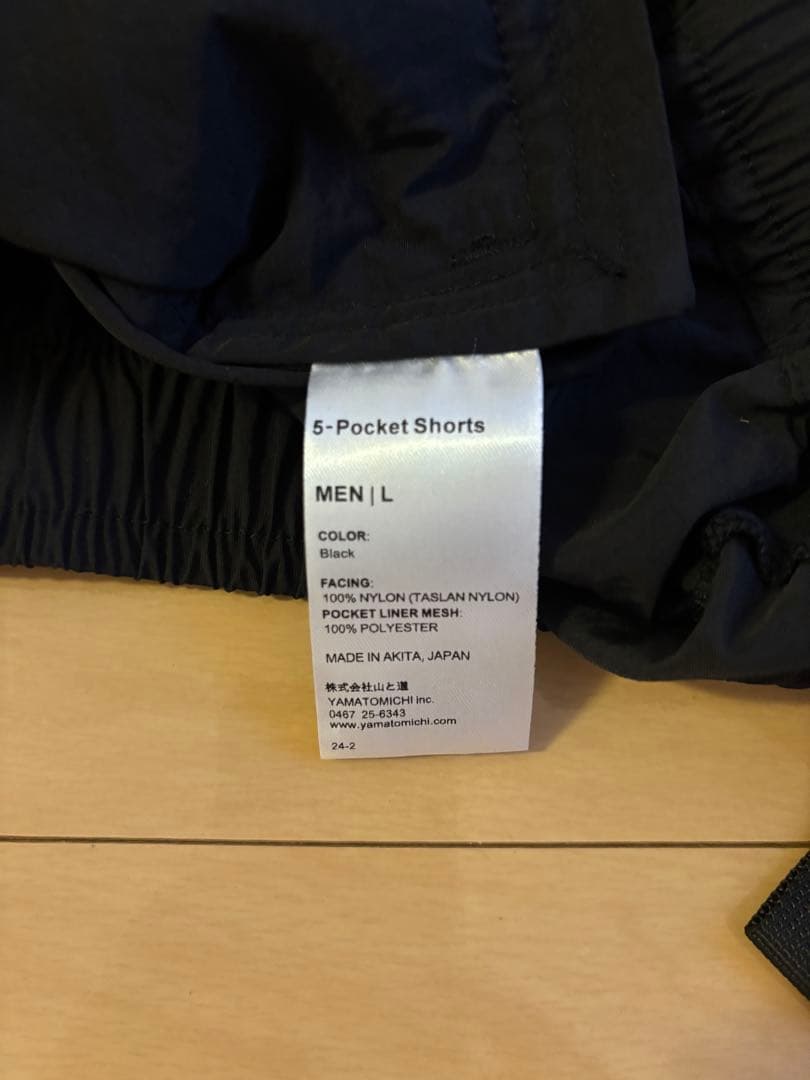 5-Pocket Shorts
MEN | L
COLOR:
Black
FACING:
100% NYLON (TASLAN NYLON)
POCKET LINER MESH:
100% POLYESTER
MADE IN AKITA, JAPAN
株式会社山と道
YAMATOMICHI inc.
0467 25-6343
www.yamatomichi.com
24-2